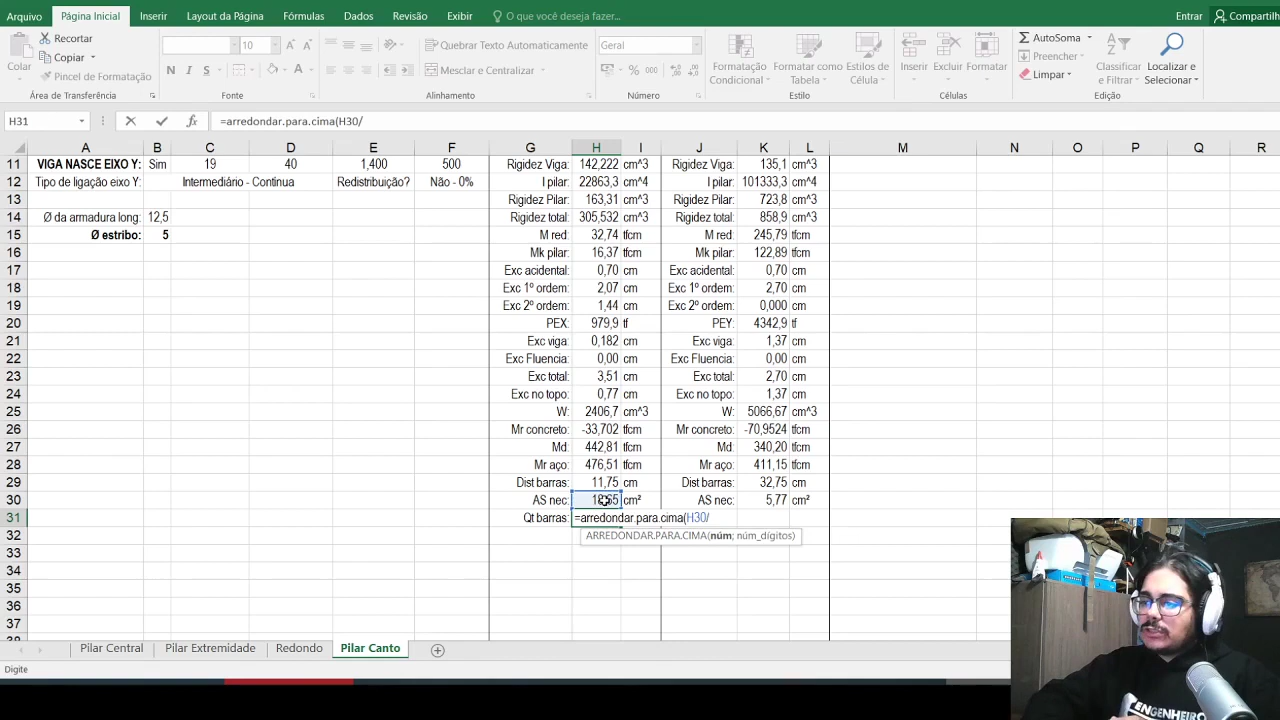 Arquivo Página Inicial Inserir Layout da Página Fórmulas Dados Revisão Exibir O que você deseja fazer... Entrar Compartilh
Recortar 10 Quebrar Texto Automaticamente Geral AutoSoma
Copiar Preencher
Colar Pincel de Formatação N I S Mesclar e Centralizar % 000 Formatação Condicional Formatar como Tabela Estilos de Célula Inserir Excluir Formatar Limpar Classificar e Filtrar Localizar e Selecionar
Área de Transferência Fonte Alinhamento Número Estilo Células Edição
H31 fx =arredondar.para.cima(H30/
A B C D E F G H I J K L M N O P Q R
11 VIGA NASCE EIXO Y: Sim 19 40 1,400 500 Rigidez Viga: 142,222 cm^3 Rigidez Viga: 135,1 cm^3
12 Tipo de ligação eixo Y: Intermediário - Continua Redistribuição? Não - 0% I pilar: 22863,3 cm^4 I pilar: 101333,3 cm^4
13 Rigidez Pilar: 163,31 cm^3 Rigidez Pilar: 723,8 cm^3
14 Ø da armadura long: 12,5 Rigidez total: 305,532 cm^3 Rigidez total: 858,9 cm^3
15 Ø estribo: 5 M red: 32,74 tfcm M red: 245,79 tfcm
16 Mk pilar: 16,37 tfcm Mk pilar: 122,89 tfcm
17 Exc acidental: 0,70 cm Exc acidental: 0,70 cm
18 Exc 1º ordem: 2,07 cm Exc 1º ordem: 2,70 cm
19 Exc 2º ordem: 1,44 cm Exc 2º ordem: 0,000 cm
20 PEX: 979,9 tf PEY: 4342,9 tf
21 Exc viga: 0,182 cm Exc viga: 1,37 cm
22 Exc Fluencia: 0,00 cm Exc Fluencia: 0,00 cm
23 Exc total: 3,51 cm Exc total: 2,70 cm
24 Exc no topo: 0,77 cm Exc no topo: 1,37 cm
25 W: 2406,7 cm^3 W: 5066,67 cm^3
26 Mr concreto: -33,702 tfcm Mr concreto: -70,9524 tfcm
27 Md: 442,81 tfcm Md: 340,20 tfcm
28 Mr aço: 476,51 tfcm Mr aço: 411,15 tfcm
29 Dist barras: 11,75 cm Dist barras: 32,75 cm
30 AS nec: cm² AS nec: 5,77 cm²
31 Qt barras: =arredondar.para.cima(H30/
32 ARREDONDAR.PARA.CIMA(núm; núm_dígitos)
33
34
35
36
37
Pilar Central Pilar Extremidade Redondo Pilar Canto
Digite
ENGENHEIRO